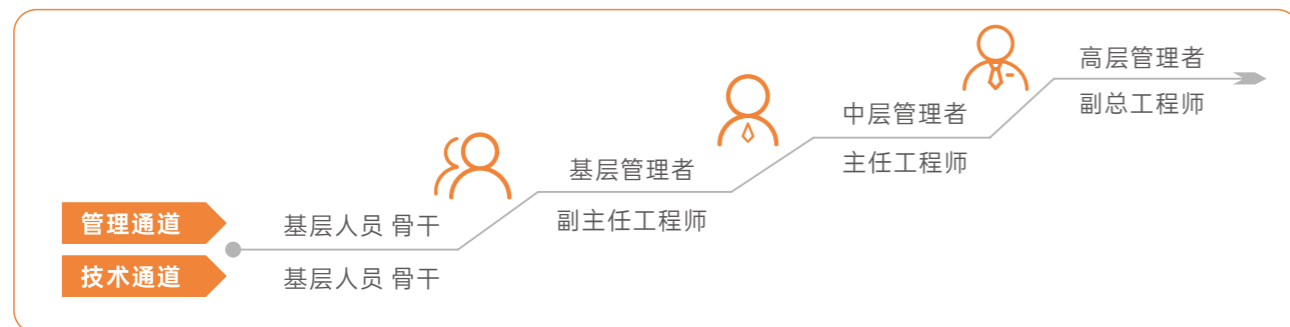 高层管理者
副总工程师
中层管理者
主任工程师
基层管理者
副主任工程师
管理通道
基层人员 骨干
技术通道
基层人员 骨干